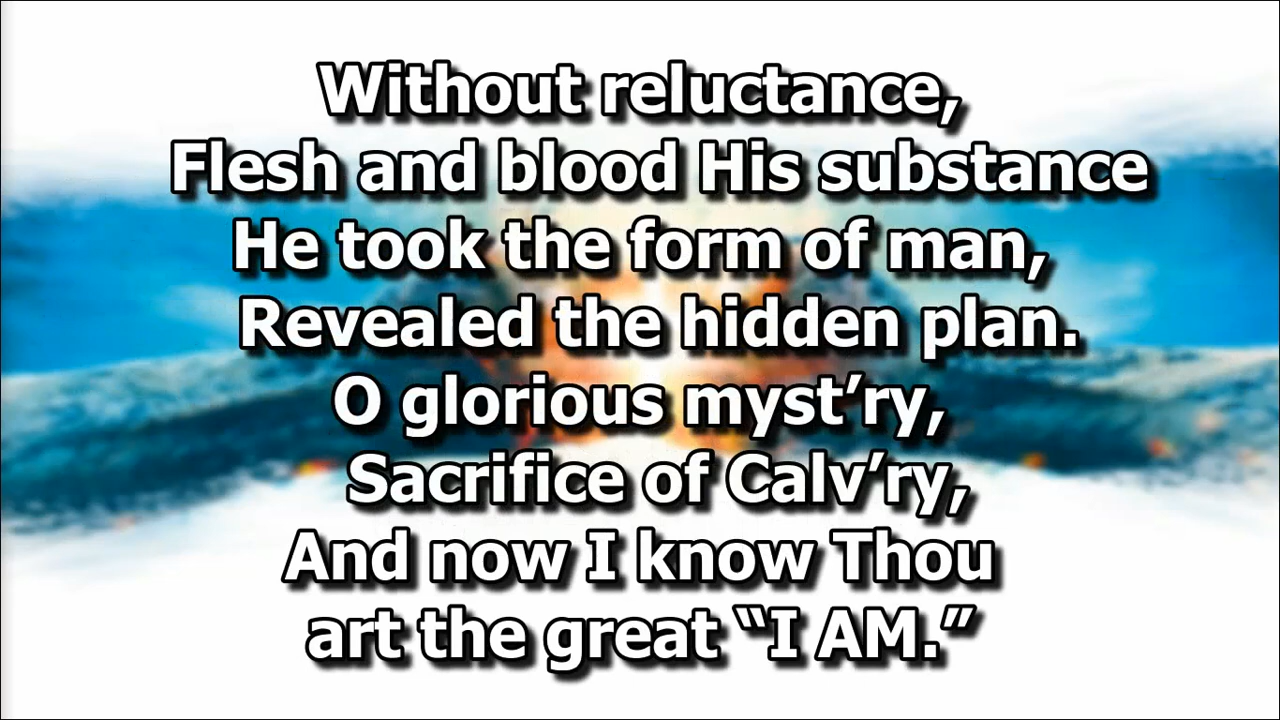 Without reluctance,
Flesh and blood His substance
He took the form of man,
Revealed the hidden plan.
O glorious myst’ry,
Sacrifice of Calv’ry,
And now I know Thou
art the great “I AM.”